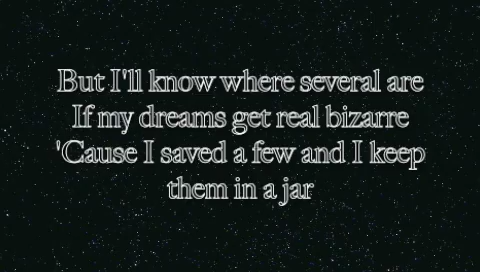 But I'll know where several are
If my dreams get real bizarre
'Cause I saved a few and I keep
them in a jar